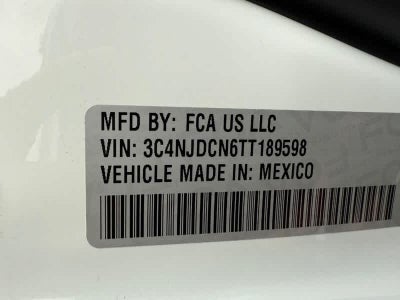 MFD BY: FCA US LLC
VIN: 3C4NJDCN6TT189598
VEHICLE MADE IN: MEXICO